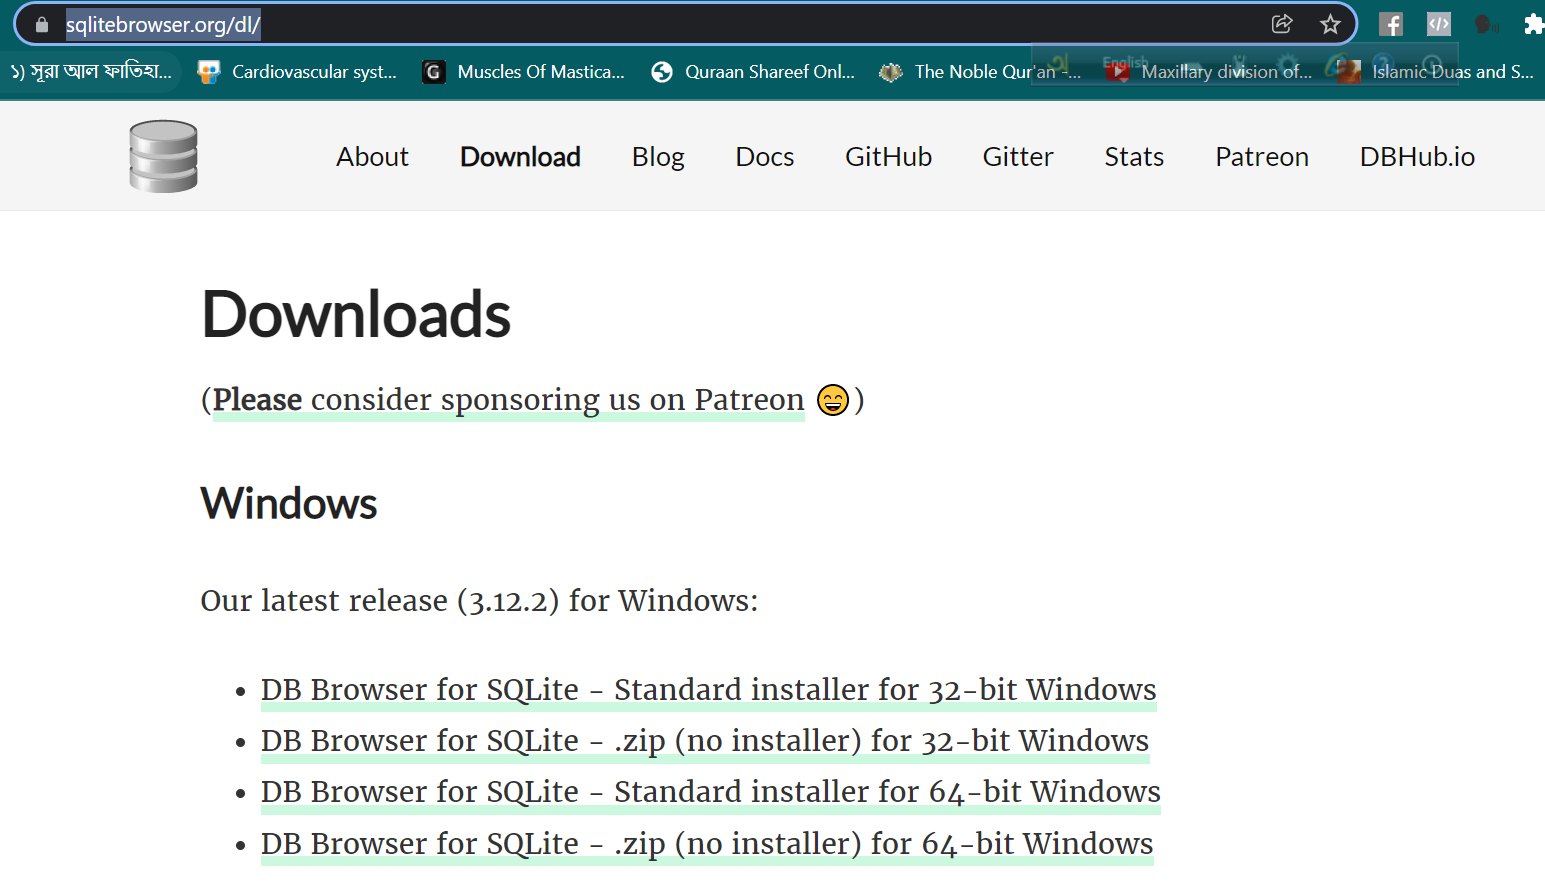 sqlitebrowser.org/dl/
১) সূরা আল ফাতিহা... Cardiovascular syst... Muscles Of Mastica... Quraan Shareef Onl... The Noble Qur'an -... Maxillary division of... Islamic Duas and S...
English
About Download Blog Docs GitHub Gitter Stats Patreon DBHub.io
Downloads
(Please consider sponsoring us on Patreon 😄)
Windows
Our latest release (3.12.2) for Windows:
• DB Browser for SQLite - Standard installer for 32-bit Windows
• DB Browser for SQLite - .zip (no installer) for 32-bit Windows
• DB Browser for SQLite - Standard installer for 64-bit Windows
• DB Browser for SQLite - .zip (no installer) for 64-bit Windows